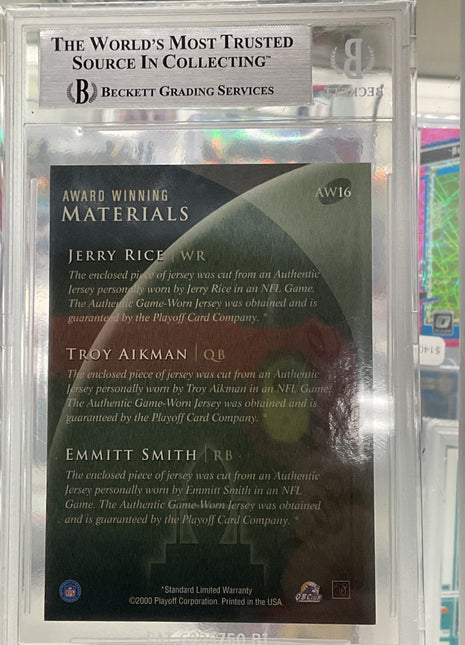 THE WORLD'S MOST TRUSTED
SOURCE IN COLLECTING™
B BECKETT GRADING SERVICES
B
BECKETT
AWARD WINNING
MATERIALS
AW16
JERRY RICE | WR
The enclosed piece of jersey was cut from an Authentic
Jersey personally worn by Jerry Rice in an NFL Game.
The Authentic Game-Worn Jersey was obtained and is
guaranteed by the Playoff Card Company. *
TROY AIKMAN | QB
The enclosed piece of jersey was cut from an Authentic
Jersey personally worn by Troy Aikman in an NFL Game.
The Authentic Game-Worn Jersey was obtained and is
guaranteed by the Playoff Card Company. *
EMMITT SMITH | RB
The enclosed piece of jersey was cut from an Authentic
Jersey personally worn by Emmitt Smith in an NFL
Game. The Authentic Game-Worn Jersey was obtained
and is guaranteed by the Playoff Card Company. *
*Standard Limited Warranty
©2000 Playoff Corporation. Printed in the USA.